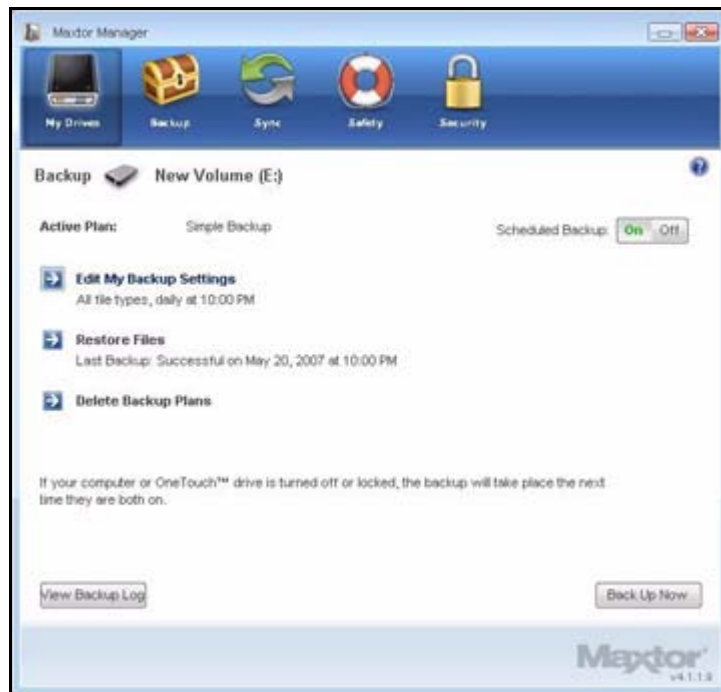 Maxtor Manager
My Drives Backup Sync Safety Security
Backup New Volume (E:)
Active Plan: Simple Backup Scheduled Backup: On Off
Edit My Backup Settings
All file types, daily at 10:00 PM
Restore Files
Last Backup: Successful on May 20, 2007 at 10:00 PM
Delete Backup Plans
If your computer or OneTouch™ drive is turned off or locked, the backup will take place the next
time they are both on.
View Backup Log Back Up Now
Maxtor